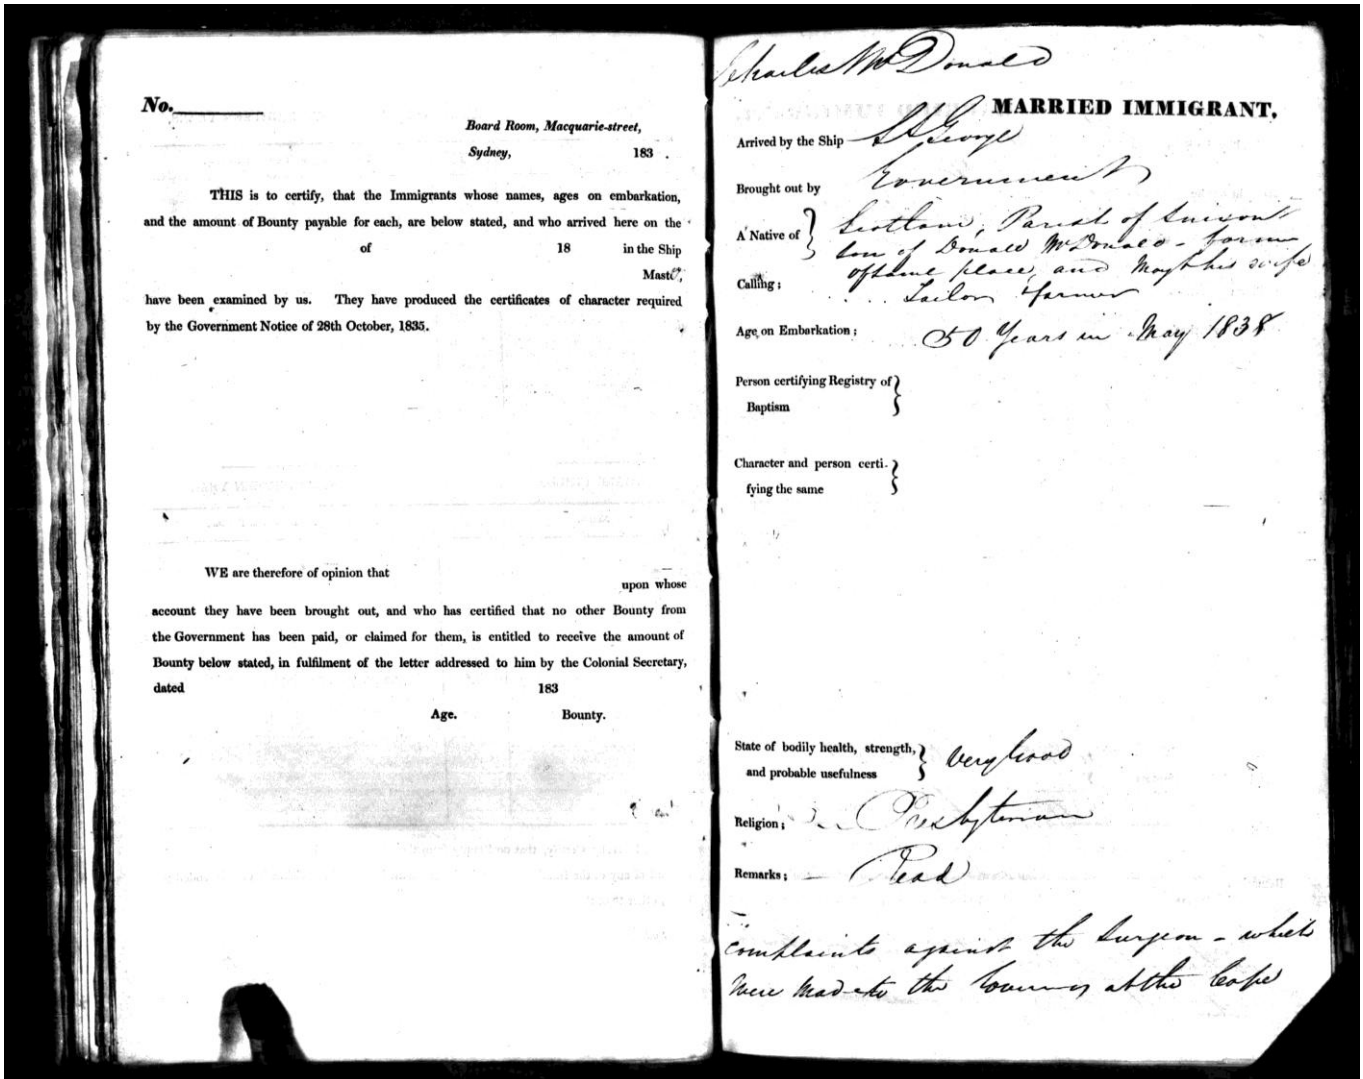 No.
Board Room, Macquarie-street,
Sydney, 183 .
THIS is to certify, that the Immigrants whose names, ages on embarkation,
and the amount of Bounty payable for each, are below stated, and who arrived here on the
of 18 in the Ship
Master,
have been examined by us. They have produced the certificates of character required
by the Government Notice of 28th October, 1835.
WE are therefore of opinion that
upon whose
account they have been brought out, and who has certified that no other Bounty from
the Government has been paid, or claimed for them, is entitled to receive the amount of
Bounty below stated, in fulfilment of the letter addressed to him by the Colonial Secretary,
dated 183
Age. Bounty.
Charles McDonald
MARRIED IMMIGRANT,
Arrived by the Ship St George
Brought out by Government
A Native of } Scotland, Parish of
son of Donald McDonald - farmer
of same place, and his wife
Calling; Tailor & farmer
Age on Embarkation; 50 Years in May 1838
Person certifying Registry of }
Baptism
Character and person certi- }
fying the same
State of bodily health, strength, } Very Good
and probable usefulness
Religion; Presbyterian
Remarks; - Read
complaints against the Surgeon - which
were made to the Governor at the Cape